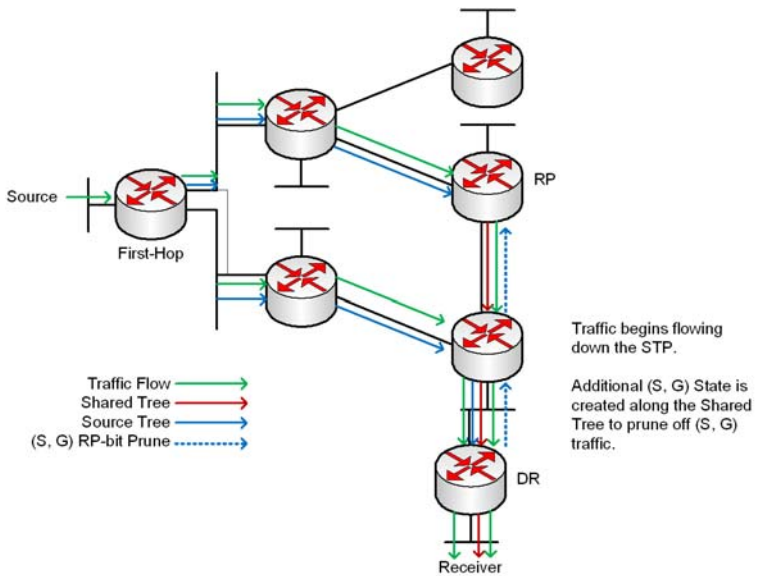 RP
Source
First-Hop
Traffic begins flowing
down the STP.
Additional (S, G) State is
created along the Shared
Tree to prune off (S, G)
traffic.
Traffic Flow
Shared Tree
Source Tree
(S, G) RP-bit Prune
DR
Receiver